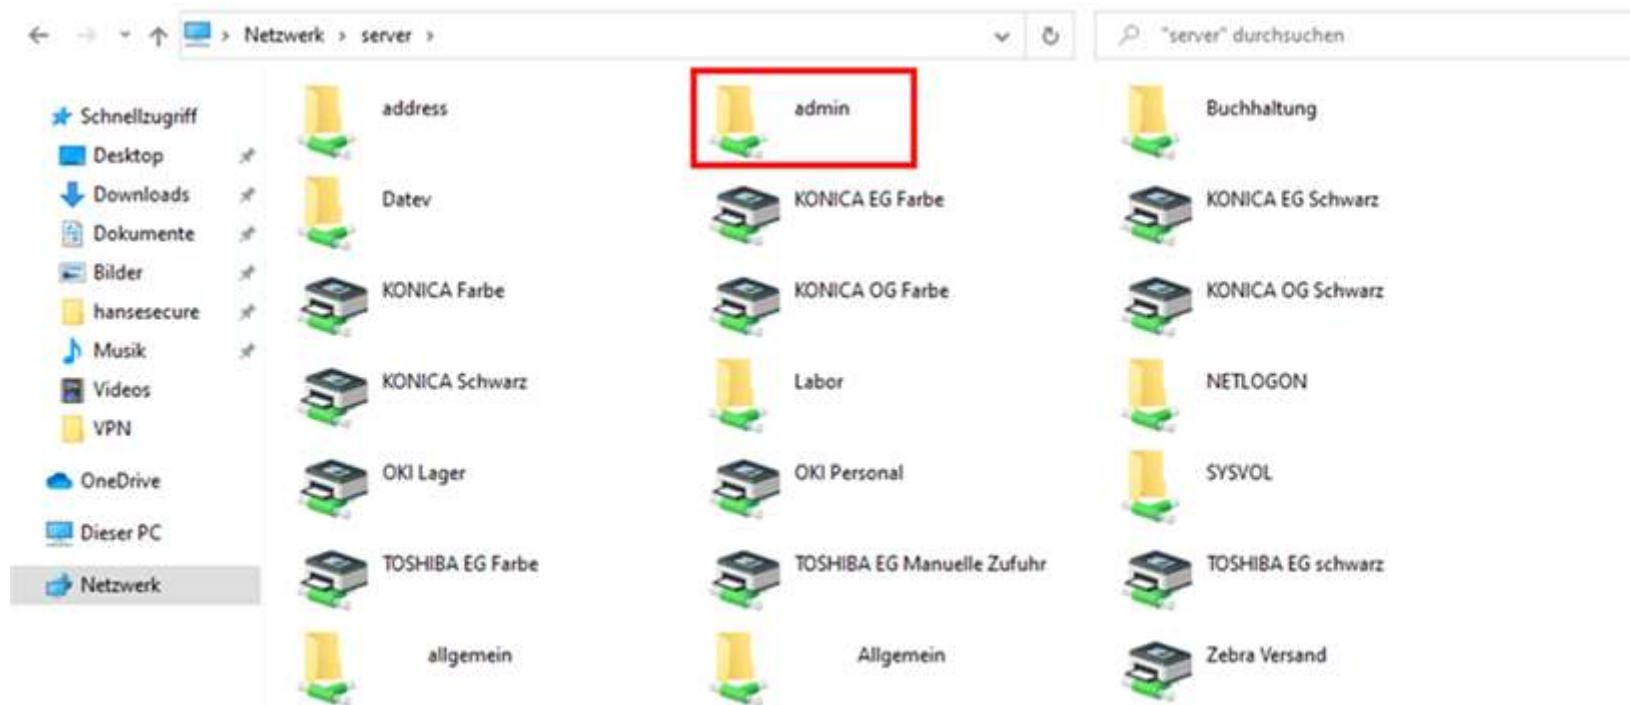 Netzwerk > server >
"server" durchsuchen
Schnellzugriff
Desktop
Downloads
Dokumente
Bilder
hansesecure
Musik
Videos
VPN
OneDrive
Dieser PC
Netzwerk
address
admin
Buchhaltung
Datev
KONICA EG Farbe
KONICA EG Schwarz
KONICA Farbe
KONICA OG Farbe
KONICA OG Schwarz
KONICA Schwarz
Labor
NETLOGON
OKI Lager
OKI Personal
SYSVOL
TOSHIBA EG Farbe
TOSHIBA EG Manuelle Zufuhr
TOSHIBA EG schwarz
allgemein
Allgemein
Zebra Versand